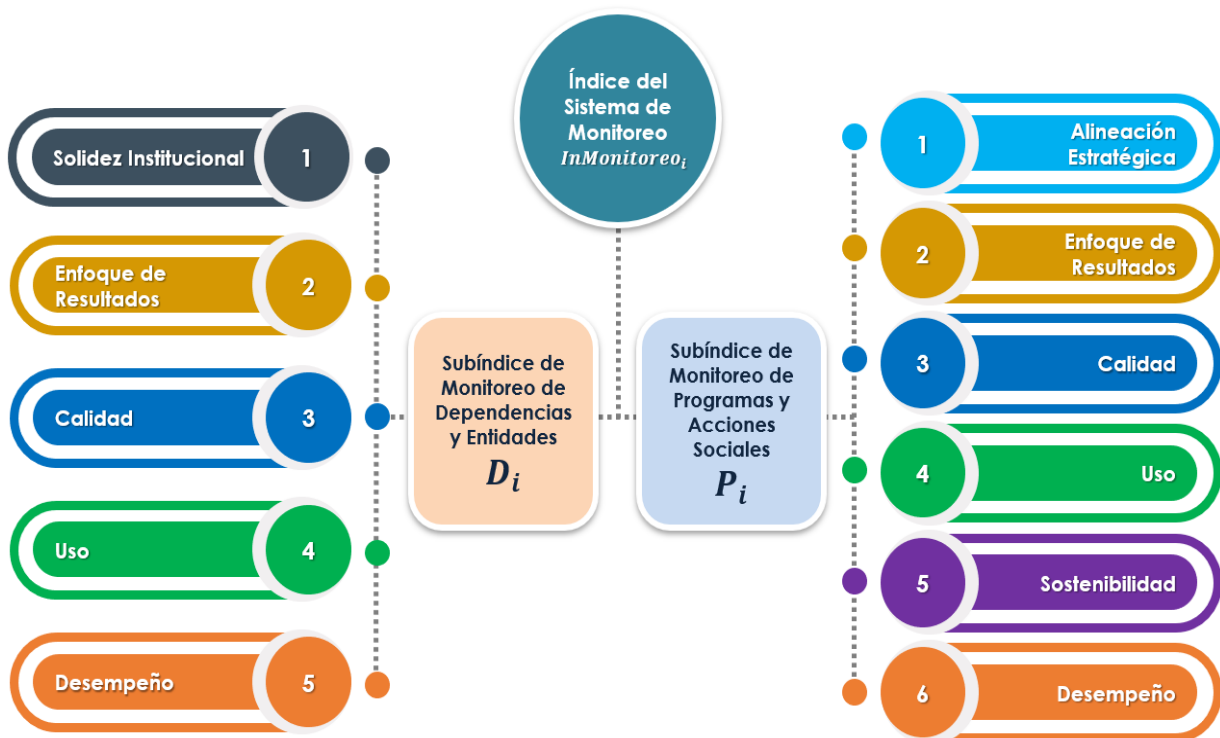 Índice del
Sistema de
Monitoreo
InMonitoreoᵢ
Solidez Institucional
1
Enfoque de
Resultados
2
Calidad
3
Uso
4
Desempeño
5
Subíndice de
Monitoreo de
Dependencias
y Entidades
Dᵢ
Subíndice de
Monitoreo de
Programas y
Acciones
Sociales
Pᵢ
1
Alineación
Estratégica
2
Enfoque de
Resultados
3
Calidad
4
Uso
5
Sostenibilidad
6
Desempeño